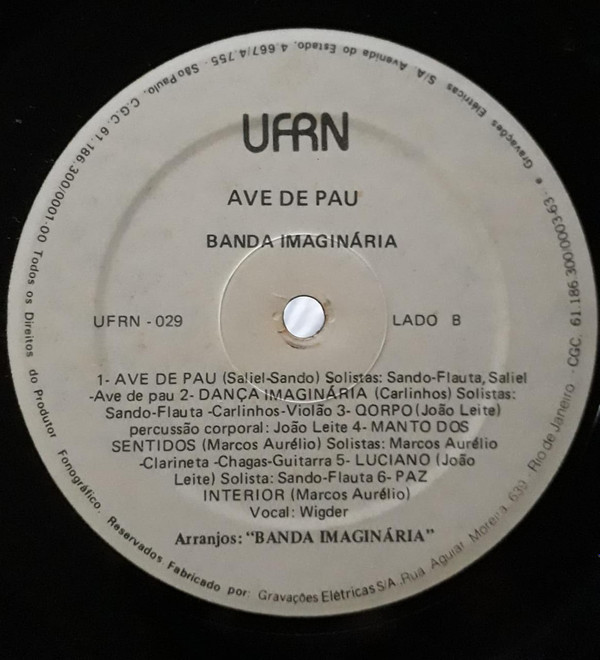 UFRN
AVE DE PAU
BANDA IMAGINÁRIA
UFRN - 029
LADO B
1- AVE DE PAU (Saliel-Sando) Solistas: Sando-Flauta, Saliel
-Ave de pau 2- DANÇA IMAGINÁRIA (Carlinhos) Solistas:
Sando-Flauta -Carlinhos-Violão 3- QORPO (João Leite)
percussão corporal: João Leite 4- MANTO DOS
SENTIDOS (Marcos Aurélio) Solistas: Marcos Aurélio
-Clarineta -Chagas-Guitarra 5- LUCIANO (João
Leite) Solista: Sando-Flauta 6- PAZ
INTERIOR (Marcos Aurélio)
Vocal: Wigder
Arranjos: "BANDA IMAGINÁRIA"
Todos os Direitos do Produtor Fonográfico. Reservados Fabricado por: Gravações Elétricas S/A. Rua Aguiar Moreira, 639 - Rio de Janeiro - CGC. 61.186.300/0003-63. e Gravações Elétricas S/A Avenida do Estado, 4.667/4.755 - São Paulo. C.G.C. 61.186.300/0001-00